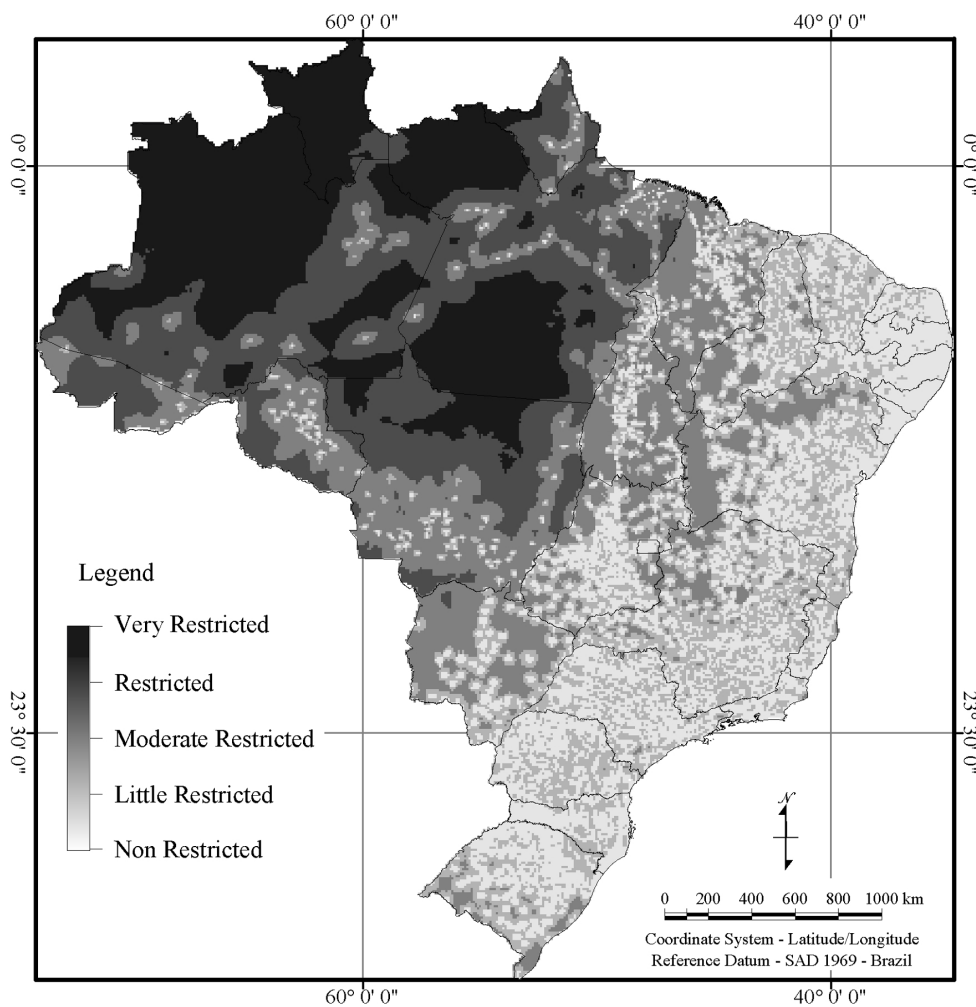 60° 0' 0"
40° 0' 0"
0° 0' 0"
0° 0' 0"
Legend
Very Restricted
Restricted
Moderate Restricted
Little Restricted
Non Restricted
23° 30' 0"
23° 30' 0"
N
0 200 400 600 800 1000 km
Coordinate System - Latitude/Longitude
Reference Datum - SAD 1969 - Brazil
60° 0' 0"
40° 0' 0"